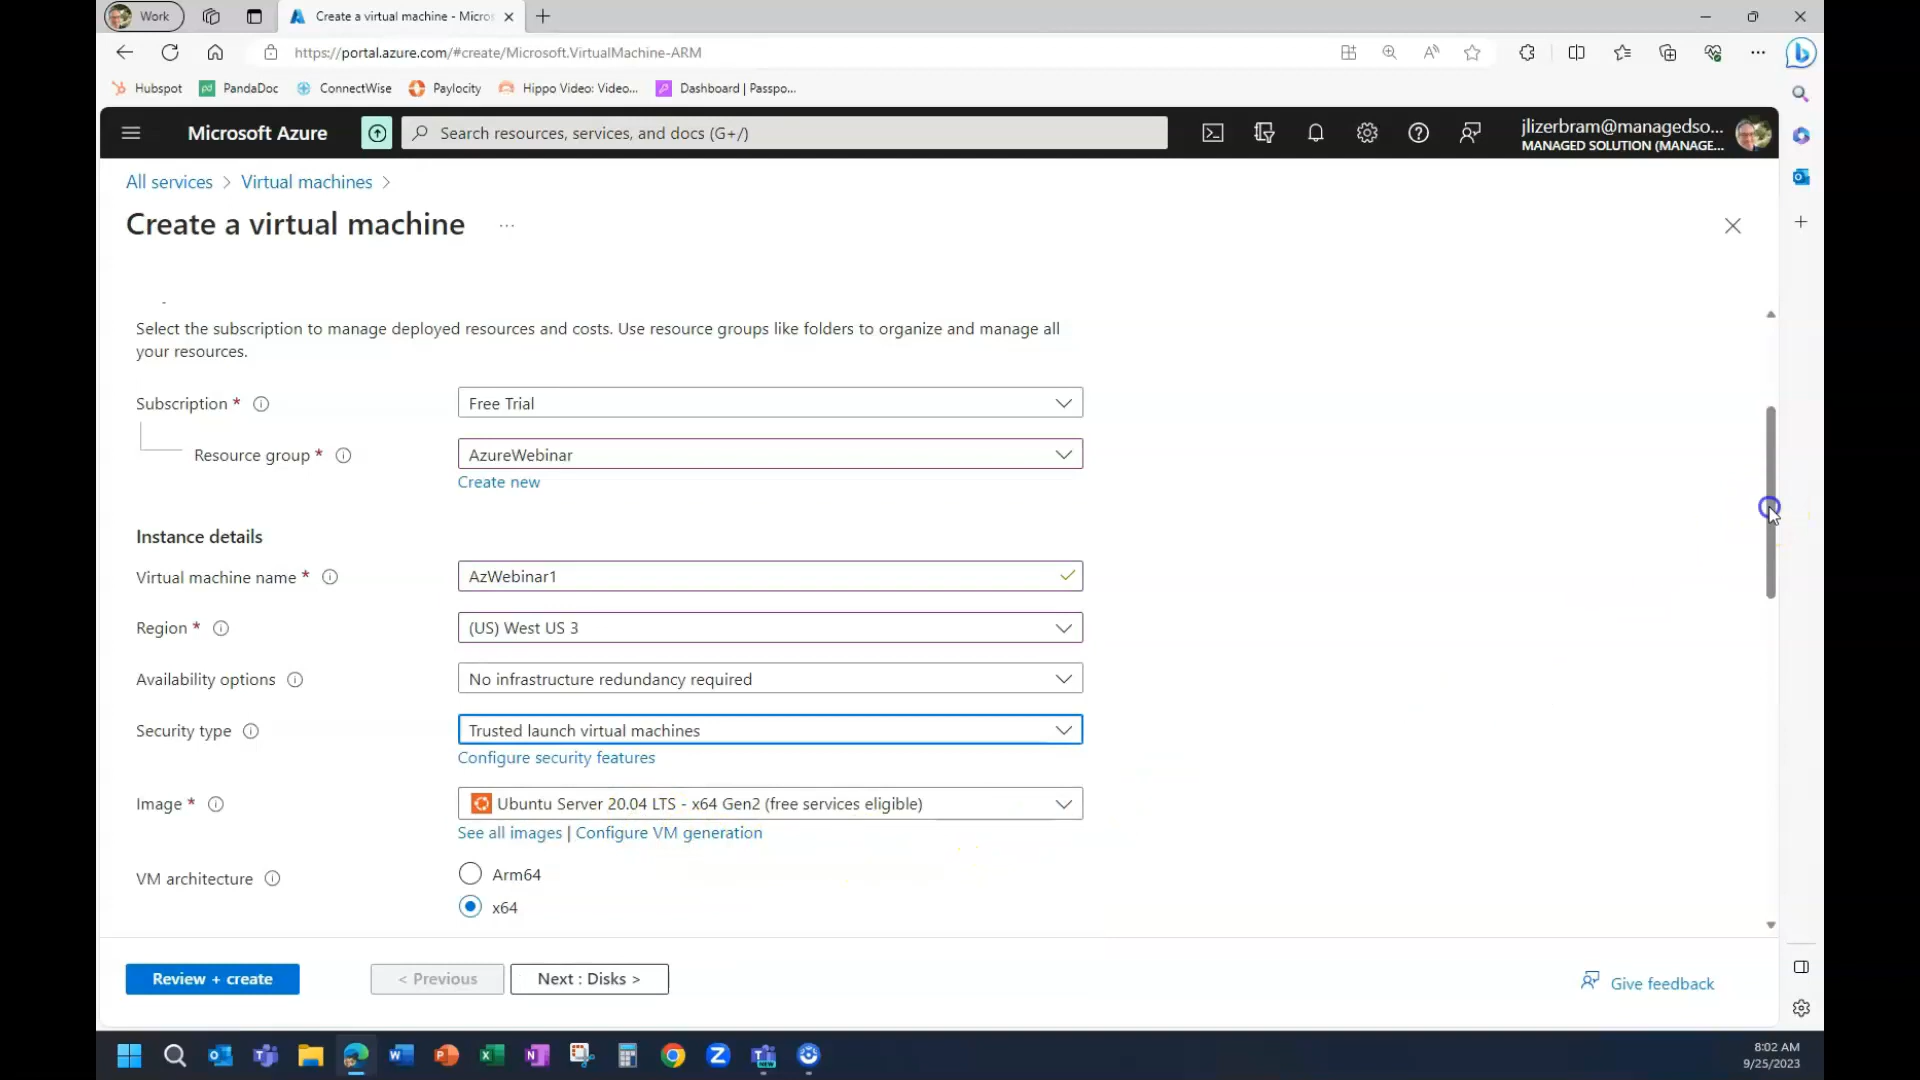 Work
Create a virtual machine - Micros
https://portal.azure.com/#create/Microsoft.VirtualMachine-ARM
Hubspot
PandaDoc
ConnectWise
Paylocity
Hippo Video: Video...
Dashboard | Passpo...
Microsoft Azure
Search resources, services, and docs (G+/)
jlizerbram@managedso...
MANAGED SOLUTION (MANAGE...
All services > Virtual machines >
Create a virtual machine ...
Select the subscription to manage deployed resources and costs. Use resource groups like folders to organize and manage all
your resources.
Subscription *
Free Trial
Resource group *
AzureWebinar
Create new
Instance details
Virtual machine name *
AzWebinar1
Region *
(US) West US 3
Availability options
No infrastructure redundancy required
Security type
Trusted launch virtual machines
Configure security features
Image *
Ubuntu Server 20.04 LTS - x64 Gen2 (free services eligible)
See all images | Configure VM generation
VM architecture
Arm64
x64
Review + create
< Previous
Next : Disks >
Give feedback
8:02 AM
9/25/2023